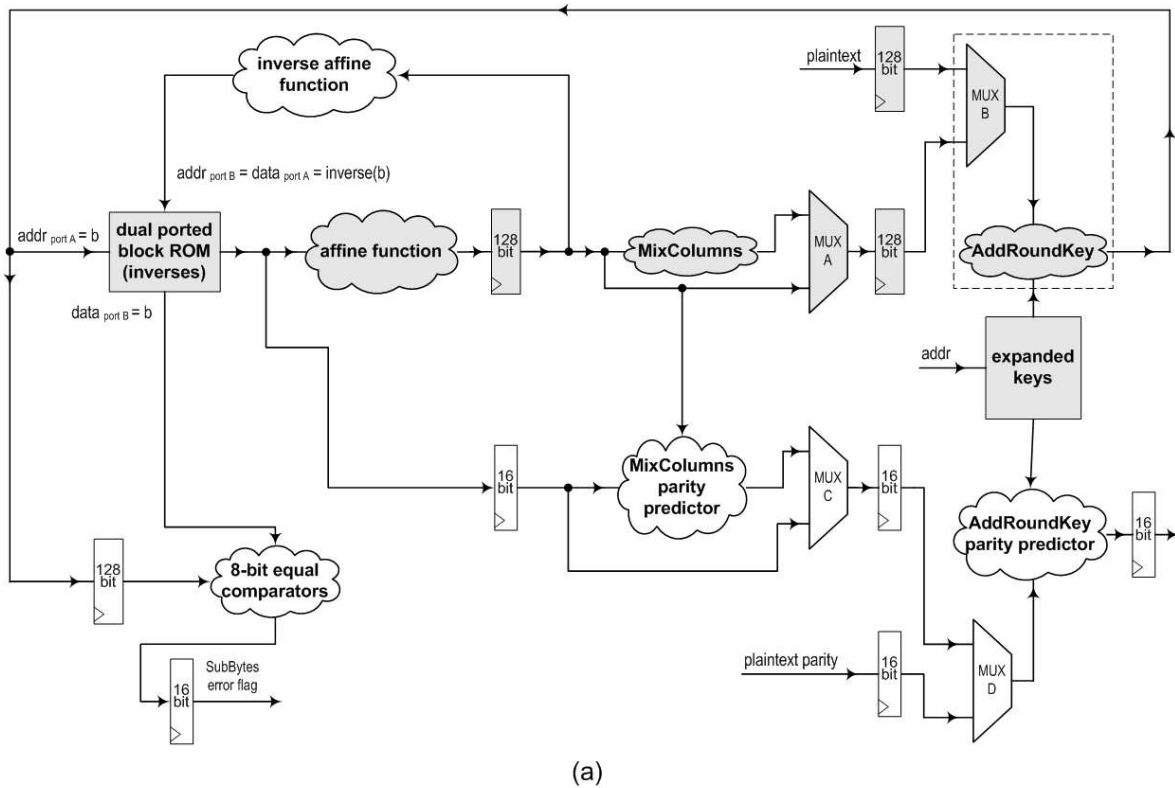 plaintext
128
bit
MUX
B
inverse affine
function
addr port B = data port A = inverse(b)
addr port A = b
dual ported
block ROM
(inverses)
affine function
128
bit
MixColumns
MUX
A
128
bit
AddRoundKey
data port B = b
addr
expanded
keys
16
bit
MixColumns
parity
predictor
MUX
C
16
bit
AddRoundKey
parity predictor
16
bit
128
bit
8-bit equal
comparators
SubBytes
error flag
16
bit
plaintext parity
16
bit
MUX
D
(a)